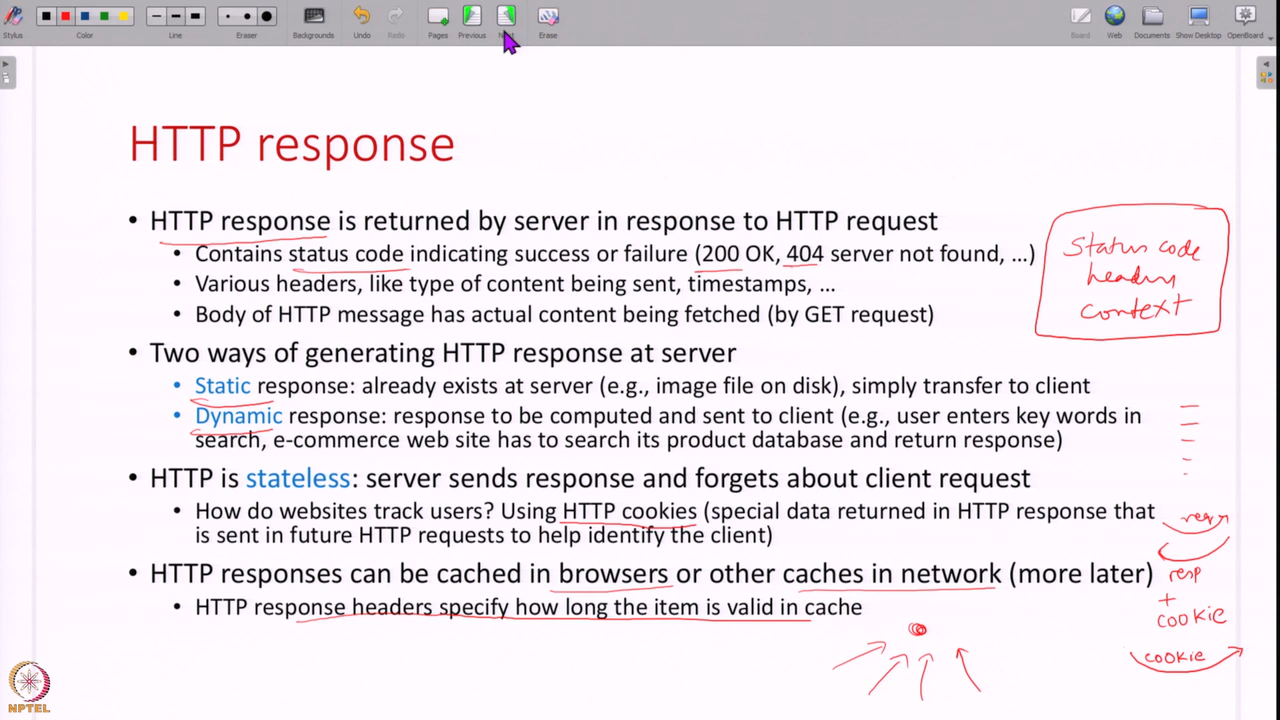 Stylus
Color
Line
Eraser
Backgrounds
Undo
Redo
Pages
Previous
Erase
Board
Web
Documents
Show Desktop
OpenBoard
HTTP response
• HTTP response is returned by server in response to HTTP request
• Contains status code indicating success or failure (200 OK, 404 server not found, ...)
• Various headers, like type of content being sent, timestamps, ...
• Body of HTTP message has actual content being fetched (by GET request)
Status code
headers
context
• Two ways of generating HTTP response at server
• Static response: already exists at server (e.g., image file on disk), simply transfer to client
• Dynamic response: response to be computed and sent to client (e.g., user enters key words in
search, e-commerce web site has to search its product database and return response)
• HTTP is stateless: server sends response and forgets about client request
• How do websites track users? Using HTTP cookies (special data returned in HTTP response that
is sent in future HTTP requests to help identify the client)
req
resp
+
cookie
cookie
• HTTP responses can be cached in browsers or other caches in network (more later)
• HTTP response headers specify how long the item is valid in cache
NPTEL